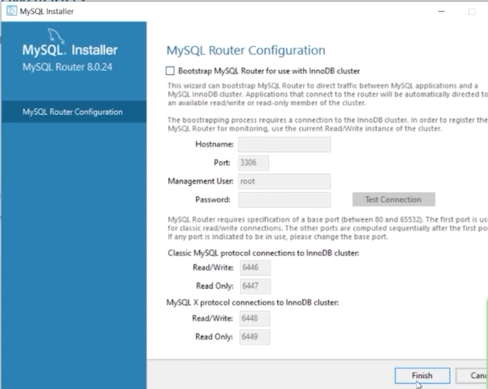 MySQL Installer
MySQL. Installer
MySQL Router 8.0.24
MySQL Router Configuration
MySQL Router Configuration
Bootstrap MySQL Router for use with InnoDB cluster
This wizard can bootstrap MySQL Router to direct traffic between MySQL applications and a
MySQL InnoDB cluster. Applications that connect to the router will be automatically directed to
an available read/write or read-only member of the cluster.
The bootstrapping process requires a connection to the InnoDB cluster. In order to register the
MySQL Router for monitoring, use the current Read/Write instance of the cluster.
Hostname:
Port: 3306
Management User: root
Password: Test Connection
MySQL Router requires specification of a base port (between 80 and 65532). The first port is us
for classic read/write connections. The other ports are computed sequentially after the first po
If any port is indicated to be in use, please change the base port.
Classic MySQL protocol connections to InnoDB cluster:
Read/Write: 6446
Read Only: 6447
MySQL X protocol connections to InnoDB cluster:
Read/Write: 6448
Read Only: 6449
Finish Canc